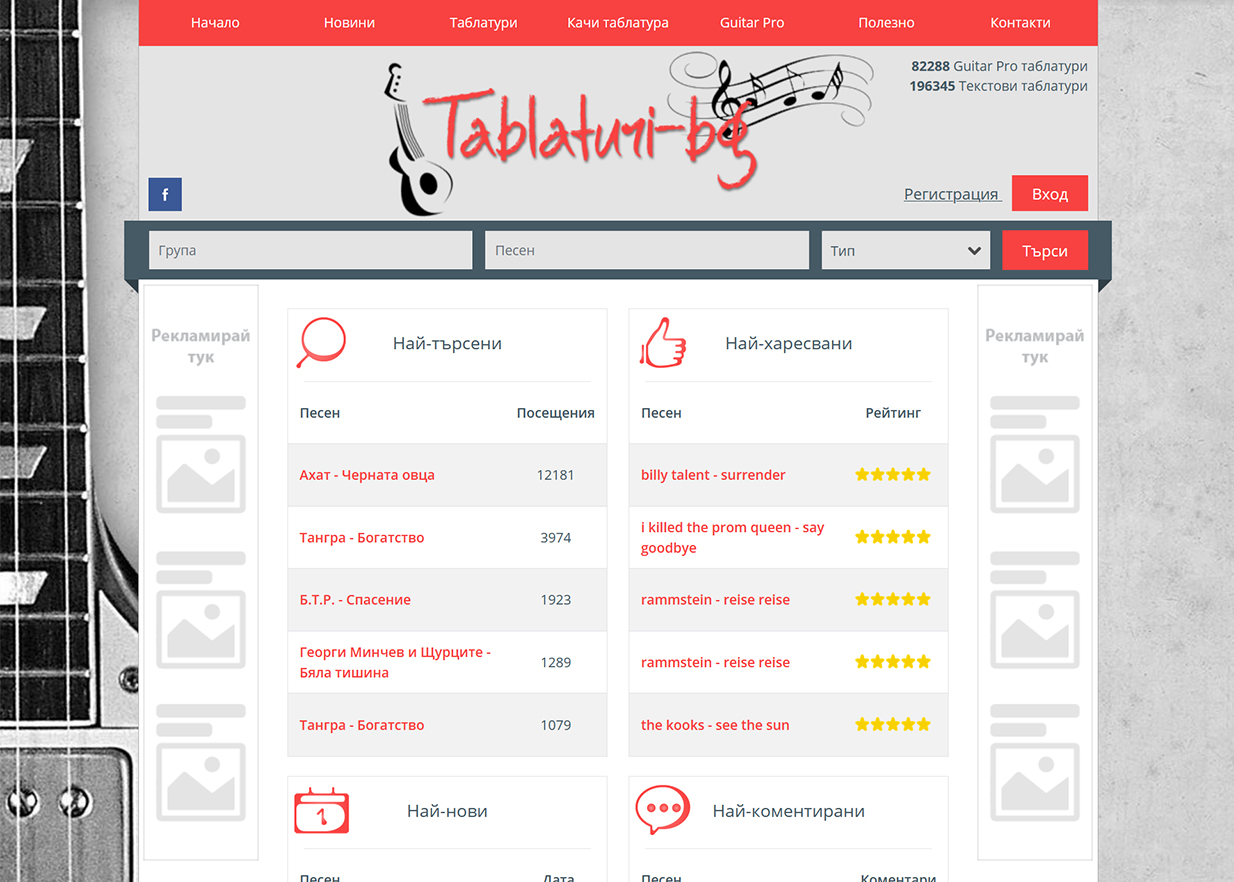 Начало Новини Таблатури Качи таблатура Guitar Pro Полезно Контакти
82288 Guitar Pro таблатури
196345 Текстови таблатури
Tablaturi-bg
f
Регистрация Вход
Група Песен Тип Търси
Рекламирай
тук
Най-търсени
Песен Посещения
Ахат - Черната овца 12181
Тангра - Богатство 3974
Б.Т.Р. - Спасение 1923
Георги Минчев и Щурците -
Бяла тишина 1289
Тангра - Богатство 1079
Най-харесвани
Песен Рейтинг
billy talent - surrender
i killed the prom queen - say
goodbye
rammstein - reise reise
rammstein - reise reise
the kooks - see the sun
Рекламирай
тук
1 Най-нови
Песен Дата
Най-коментирани
Песен Коментари